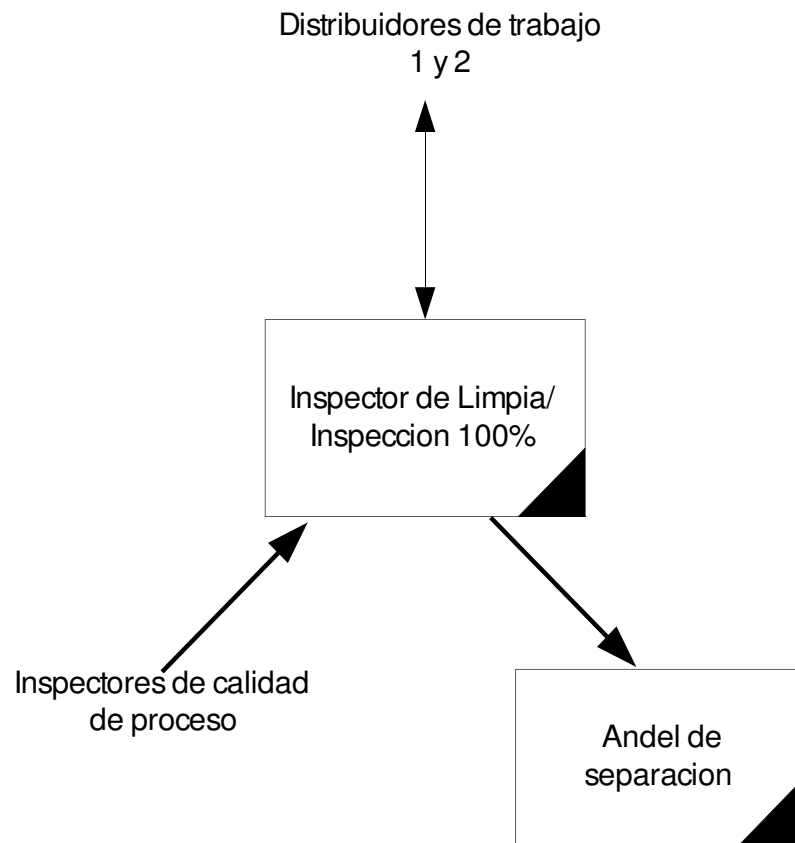 Distribuidores de trabajo
1 y 2
Inspector de Limpia/
Inspeccion 100%
Inspectores de calidad
de proceso
Andel de
separacion